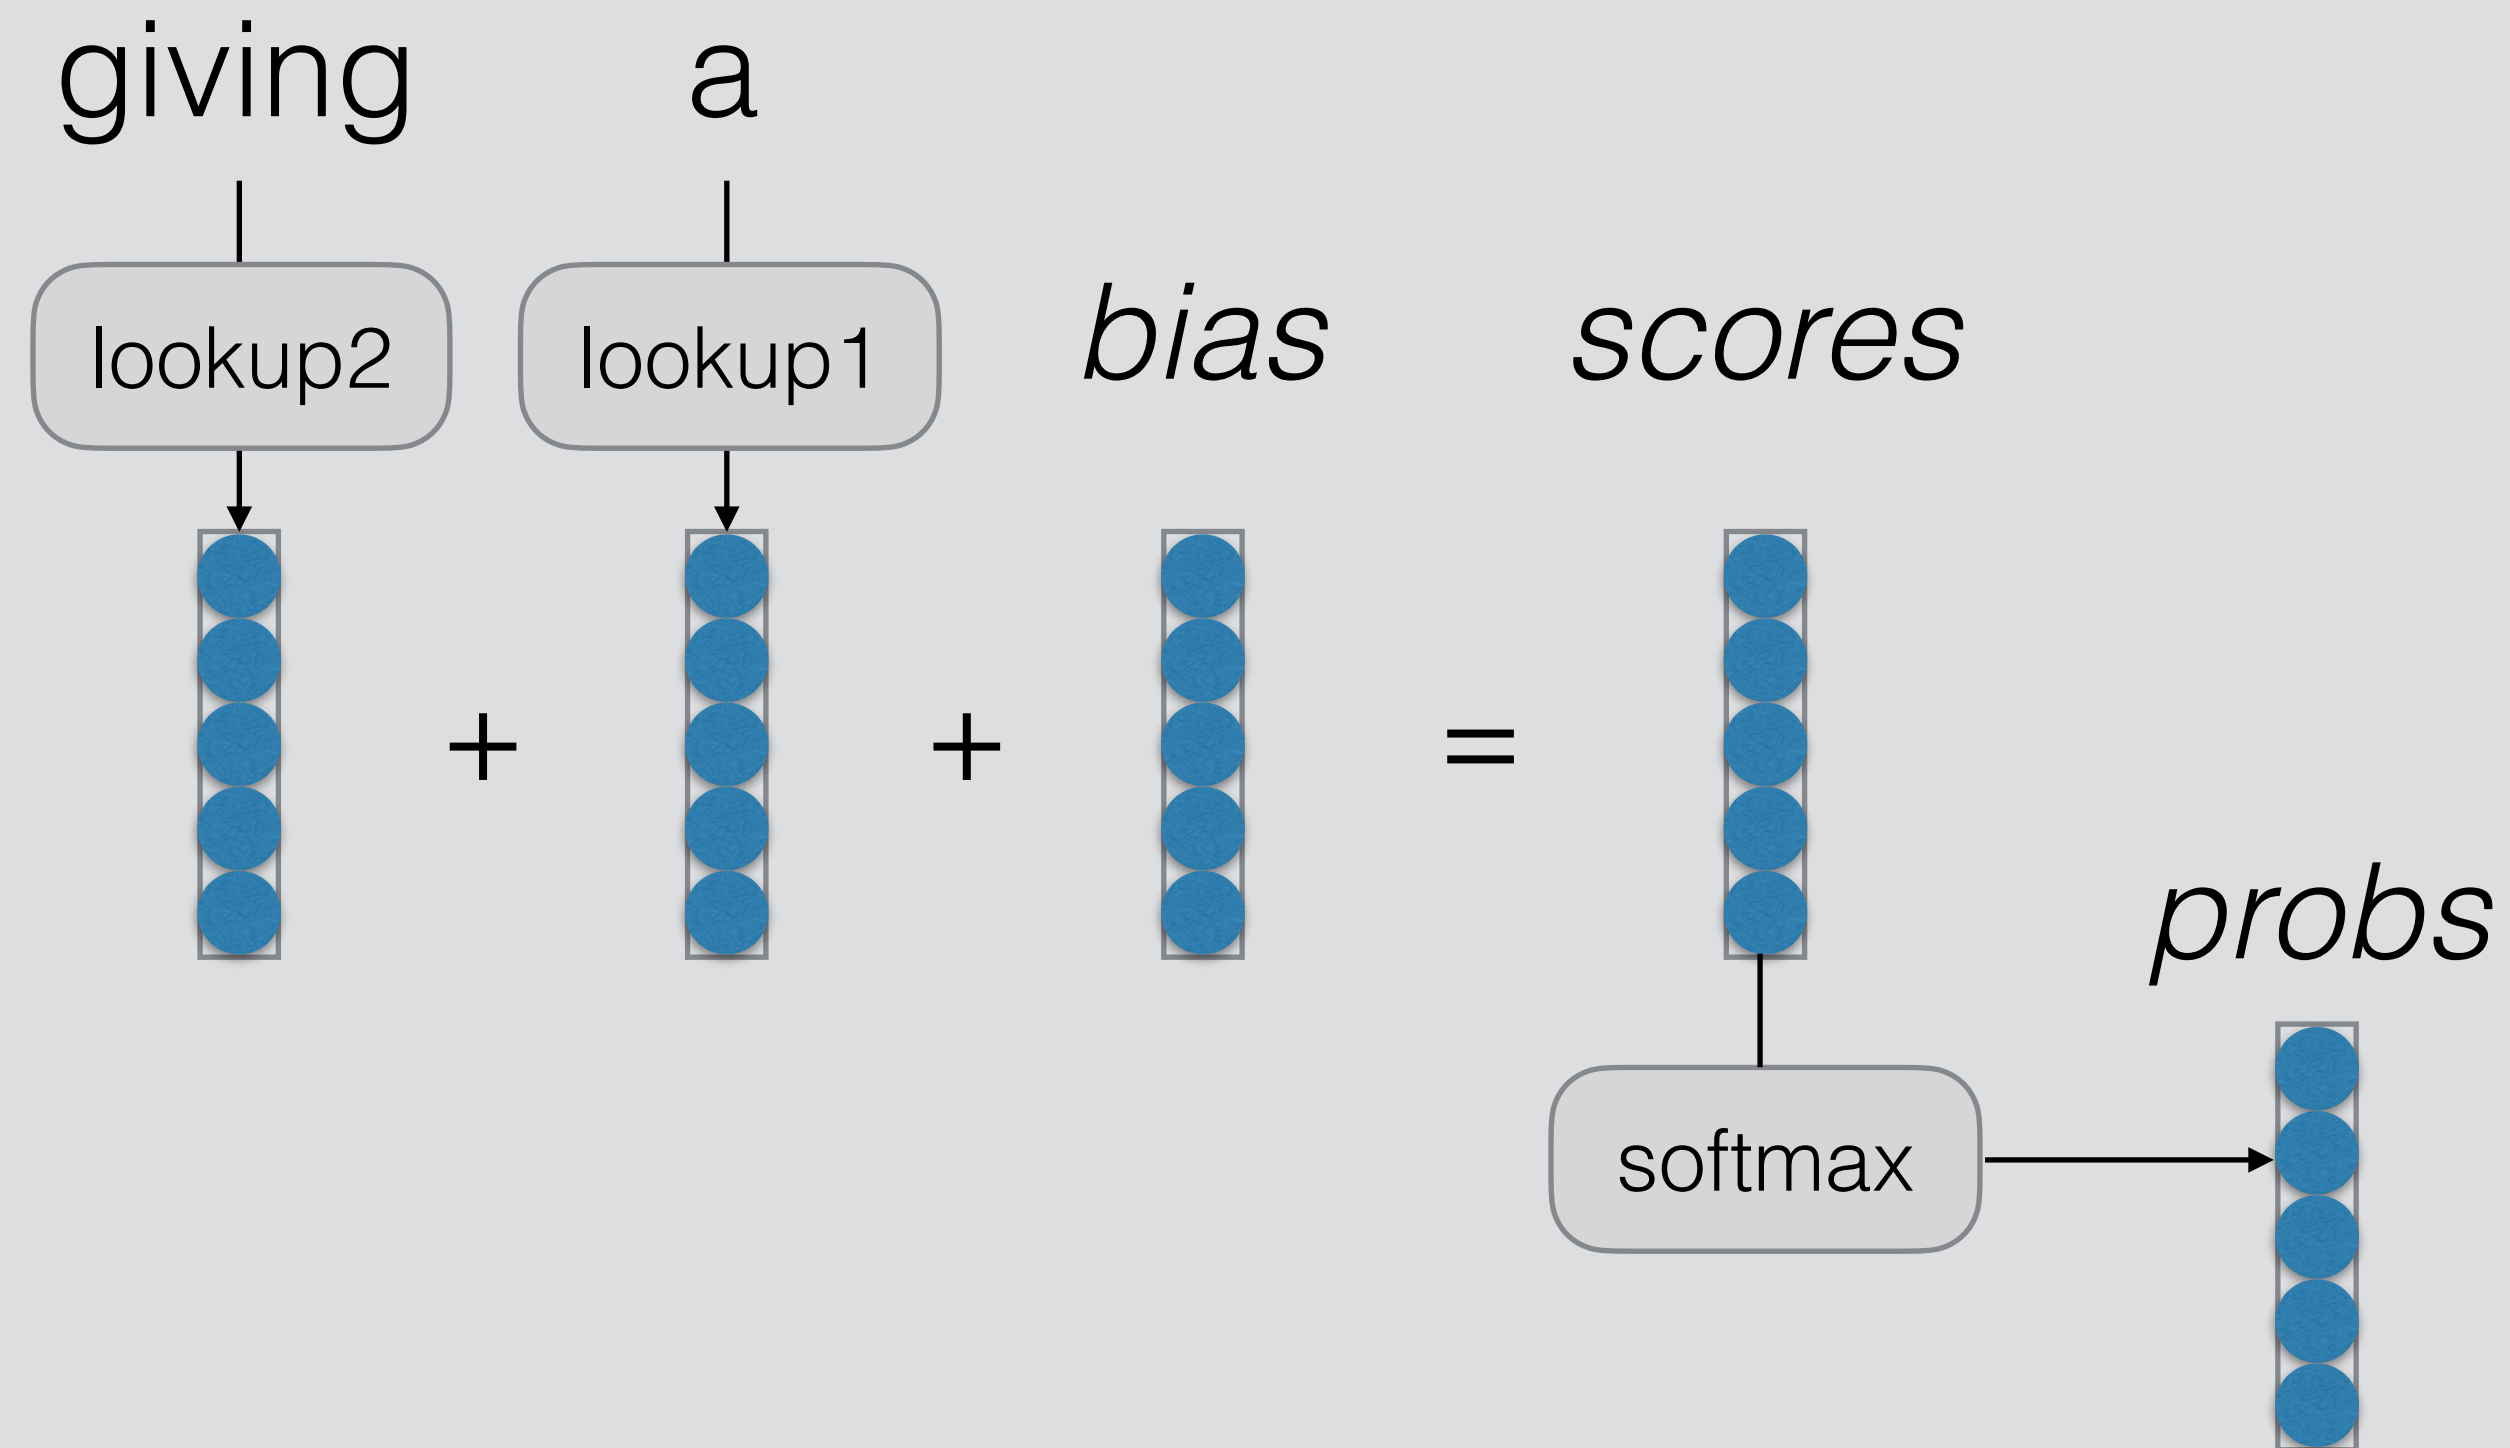 giving a
lookup2 lookup1 bias scores
+ + =
probs
softmax